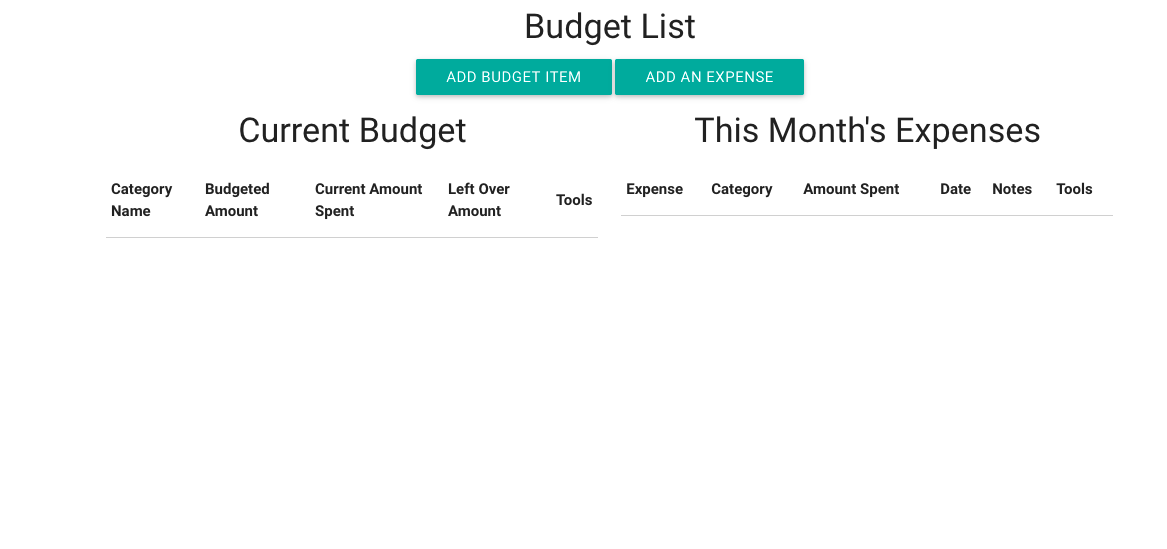 Budget List
ADD BUDGET ITEM ADD AN EXPENSE
Current Budget
Category Budgeted Current Amount Left Over Tools
Name Amount Spent Amount
This Month's Expenses
Expense Category Amount Spent Date Notes Tools